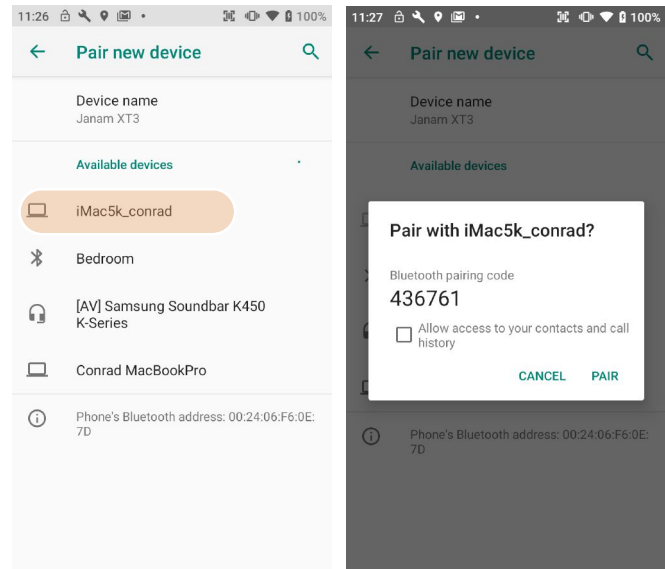 11:26
100%
Pair new device
Device name
Janam XT3
Available devices
iMac5k_conrad
Bedroom
[AV] Samsung Soundbar K450
K-Series
Conrad MacBookPro
Phone's Bluetooth address: 00:24:06:F6:0E:
7D
11:27
100%
Pair new device
Device name
Janam XT3
Available devices
Pair with iMac5k_conrad?
Bluetooth pairing code
436761
Allow access to your contacts and call
history
CANCEL PAIR
Phone's Bluetooth address: 00:24:06:F6:0E:
7D